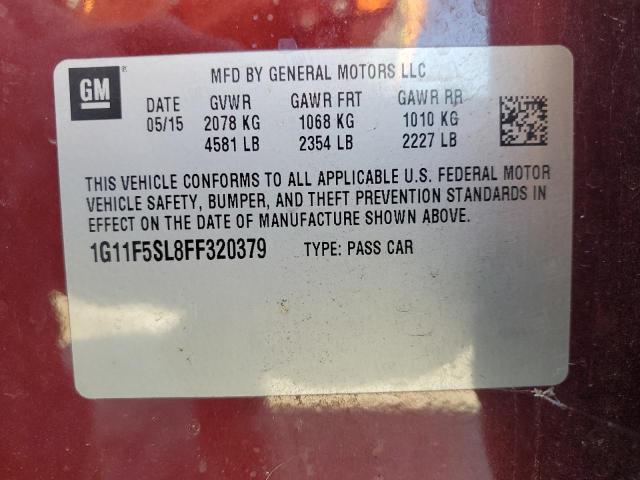 GM ®
MFD BY GENERAL MOTORS LLC
DATE GVWR GAWR FRT GAWR RR
05/15 2078 KG 1068 KG 1010 KG
4581 LB 2354 LB 2227 LB
THIS VEHICLE CONFORMS TO ALL APPLICABLE U.S. FEDERAL MOTOR
VEHICLE SAFETY, BUMPER, AND THEFT PREVENTION STANDARDS IN
EFFECT ON THE DATE OF MANUFACTURE SHOWN ABOVE.
1G11F5SL8FF320379 TYPE: PASS CAR